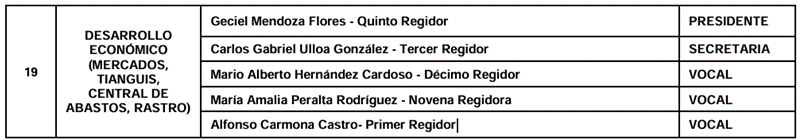 19
DESARROLLO
ECONÓMICO
(MERCADOS,
TIANGUIS,
CENTRAL DE
ABASTOS, RASTRO)
Geciel Mendoza Flores - Quinto Regidor PRESIDENTE
Carlos Gabriel Ulloa González - Tercer Regidor SECRETARIA
Mario Alberto Hernández Cardoso - Décimo Regidor VOCAL
María Amalia Peralta Rodríguez - Novena Regidora VOCAL
Alfonso Carmona Castro- Primer Regidor VOCAL